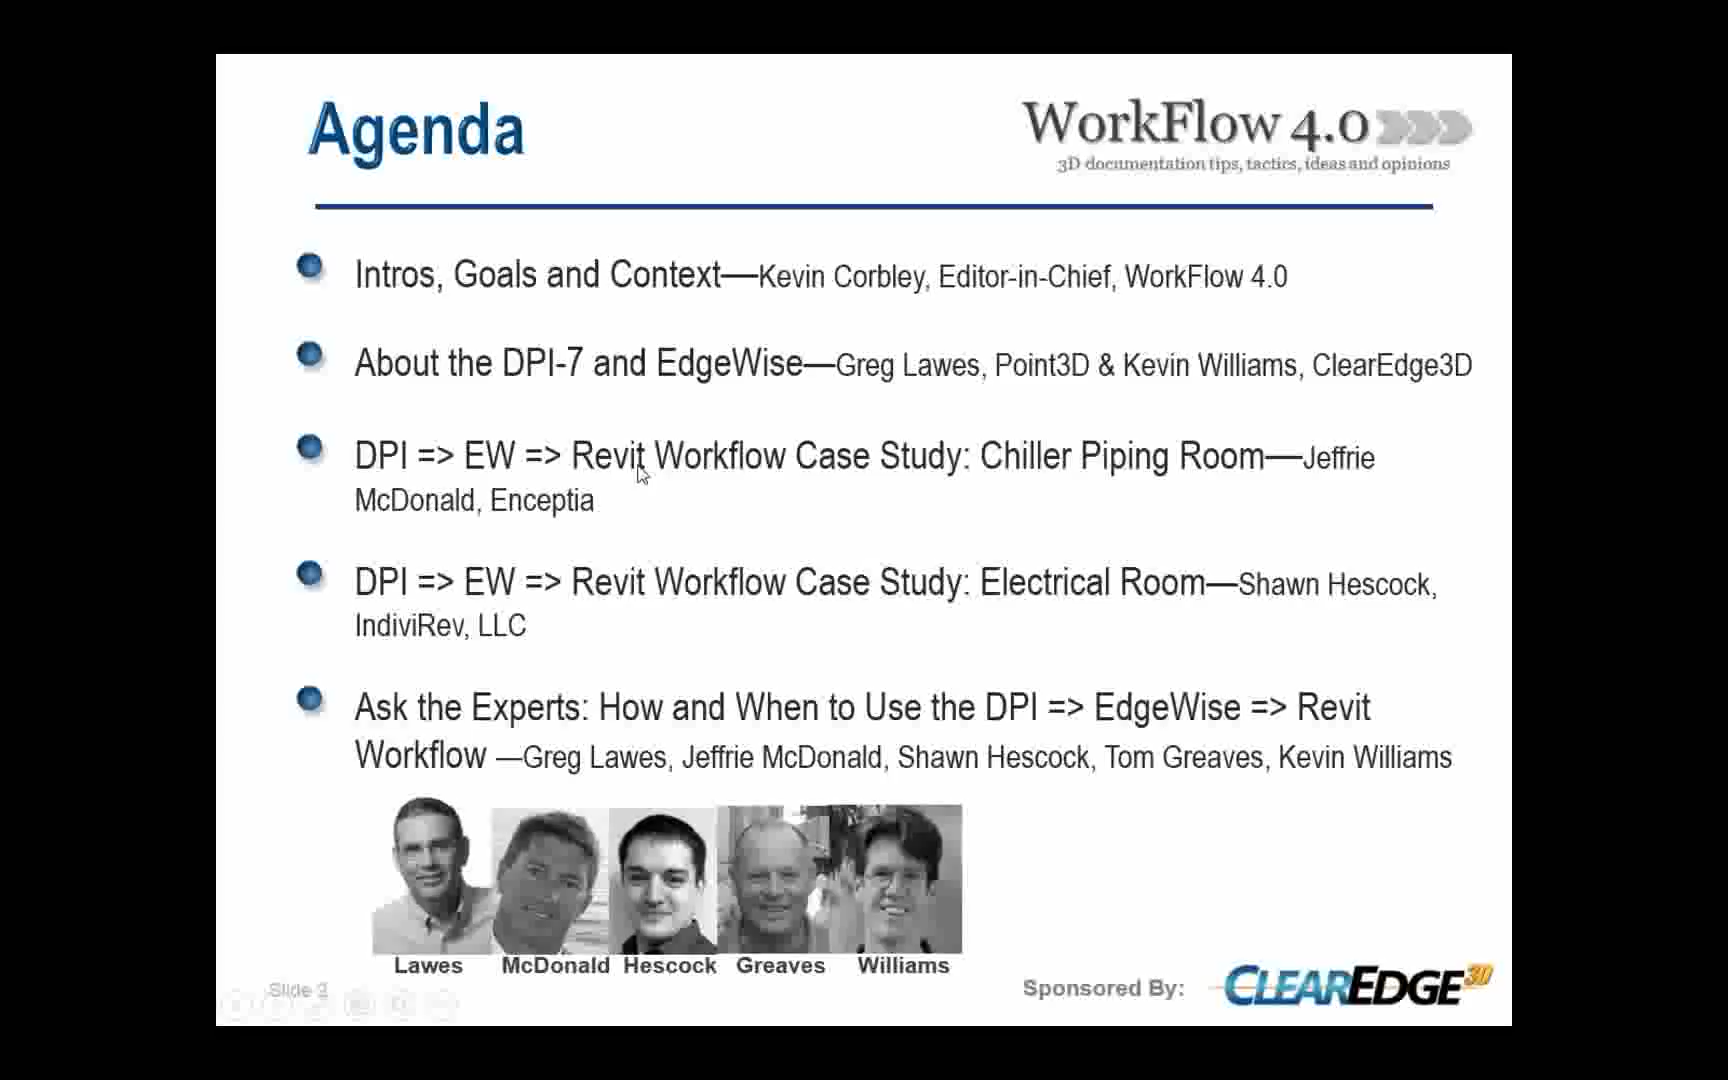 Agenda
WorkFlow 4.0
3D documentation tips, tactics, ideas and opinions
Intros, Goals and Context—Kevin Corbley, Editor-in-Chief, WorkFlow 4.0
About the DPI-7 and EdgeWise—Greg Lawes, Point3D & Kevin Williams, ClearEdge3D
DPI => EW => Revit Workflow Case Study: Chiller Piping Room—Jeffrie
McDonald, Enceptia
DPI => EW => Revit Workflow Case Study: Electrical Room—Shawn Hescock,
IndiviRev, LLC
Ask the Experts: How and When to Use the DPI => EdgeWise => Revit
Workflow —Greg Lawes, Jeffrie McDonald, Shawn Hescock, Tom Greaves, Kevin Williams
Lawes McDonald Hescock Greaves Williams
Slide
Sponsored By: CLEAREDGE3D